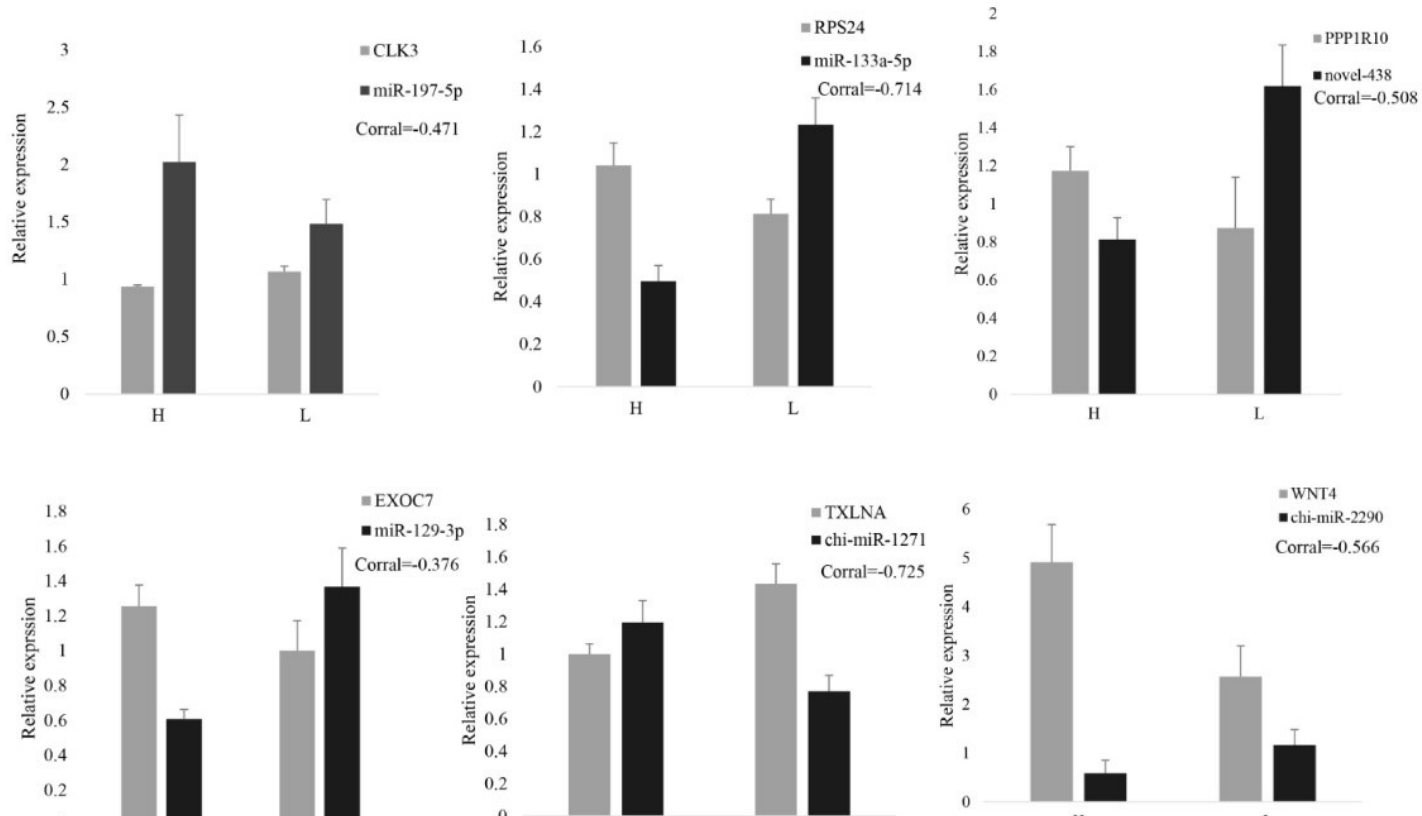 3
2.5
2
1.5
1
0.5
0
Relative expression
CLK3
miR-197-5p
Corral=-0.471
H L
1.6
1.4
1.2
1
0.8
0.6
0.4
0.2
0
Relative expression
RPS24
miR-133a-5p
Corral=-0.714
H L
2
1.8
1.6
1.4
1.2
1
0.8
0.6
0.4
0.2
0
Relative expression
PPP1R10
novel-438
Corral=-0.508
H L
1.8
1.6
1.4
1.2
1
0.8
0.6
0.4
0.2
Relative exprssion
EXOC7
miR-129-3p
Corral=-0.376
1.8
1.6
1.4
1.2
1
0.8
0.6
0.4
0.2
0
Relative expression
TXLNA
chi-miR-1271
Corral=-0.725
6
5
4
3
2
1
0
Relative expression
WNT4
chi-miR-2290
Corral=-0.566